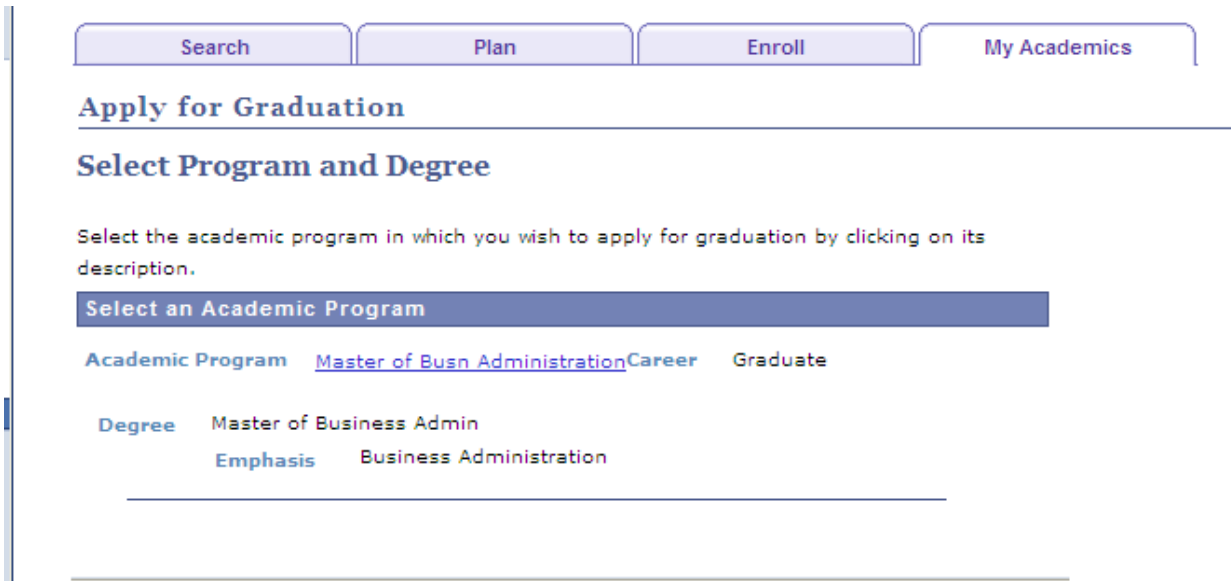 Search Plan Enroll My Academics
Apply for Graduation
Select Program and Degree
Select the academic program in which you wish to apply for graduation by clicking on its
description.
Select an Academic Program
Academic Program Master of Busn Administration Career Graduate
Degree Master of Business Admin
Emphasis Business Administration